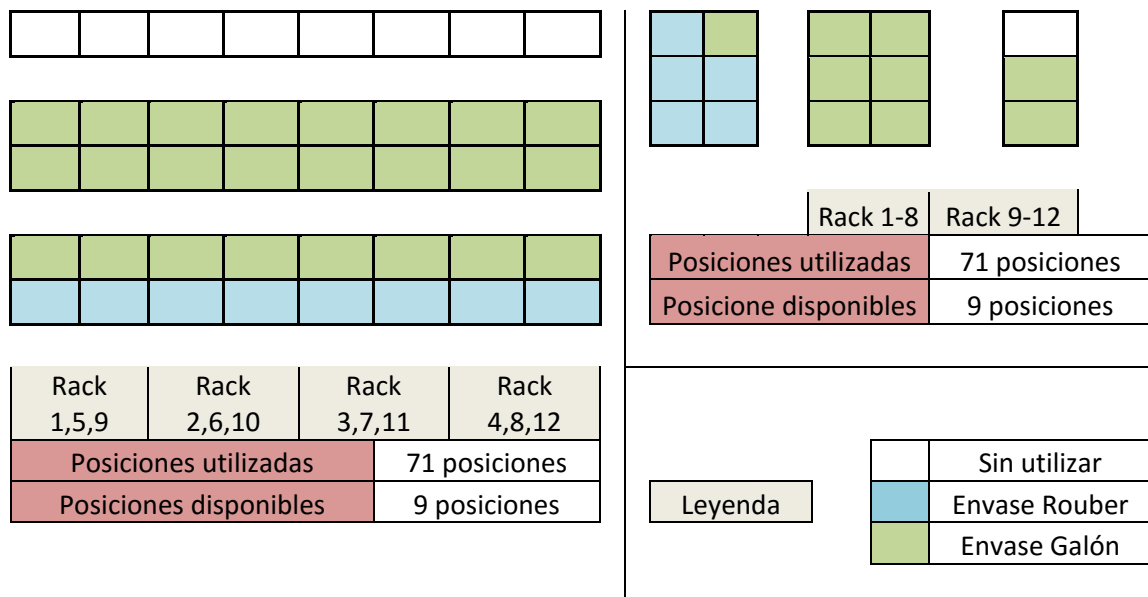 Rack 1-8 Rack 9-12
Posiciones utilizadas 71 posiciones
Posicione disponibles 9 posiciones
Rack Rack Rack Rack
1,5,9 2,6,10 3,7,11 4,8,12
Posiciones utilizadas 71 posiciones
Posiciones disponibles 9 posiciones
Leyenda
Sin utilizar
Envase Rouber
Envase Galón